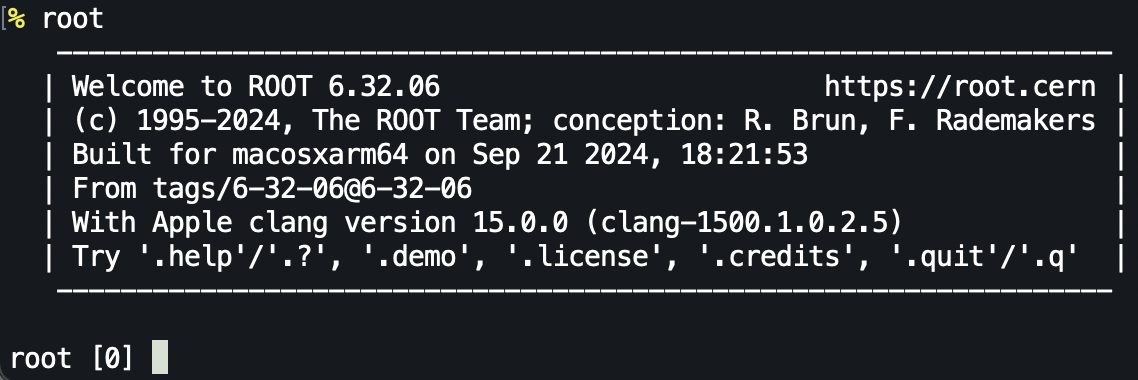 [% root
| Welcome to ROOT 6.32.06 https://root.cern |
| (c) 1995-2024, The ROOT Team; conception: R. Brun, F. Rademakers |
| Built for macosxarm64 on Sep 21 2024, 18:21:53 |
| From tags/6-32-06@6-32-06 |
| With Apple clang version 15.0.0 (clang-1500.1.0.2.5) |
| Try '.help'/'.?', '.demo', '.license', '.credits', '.quit'/'.q' |
root [0]